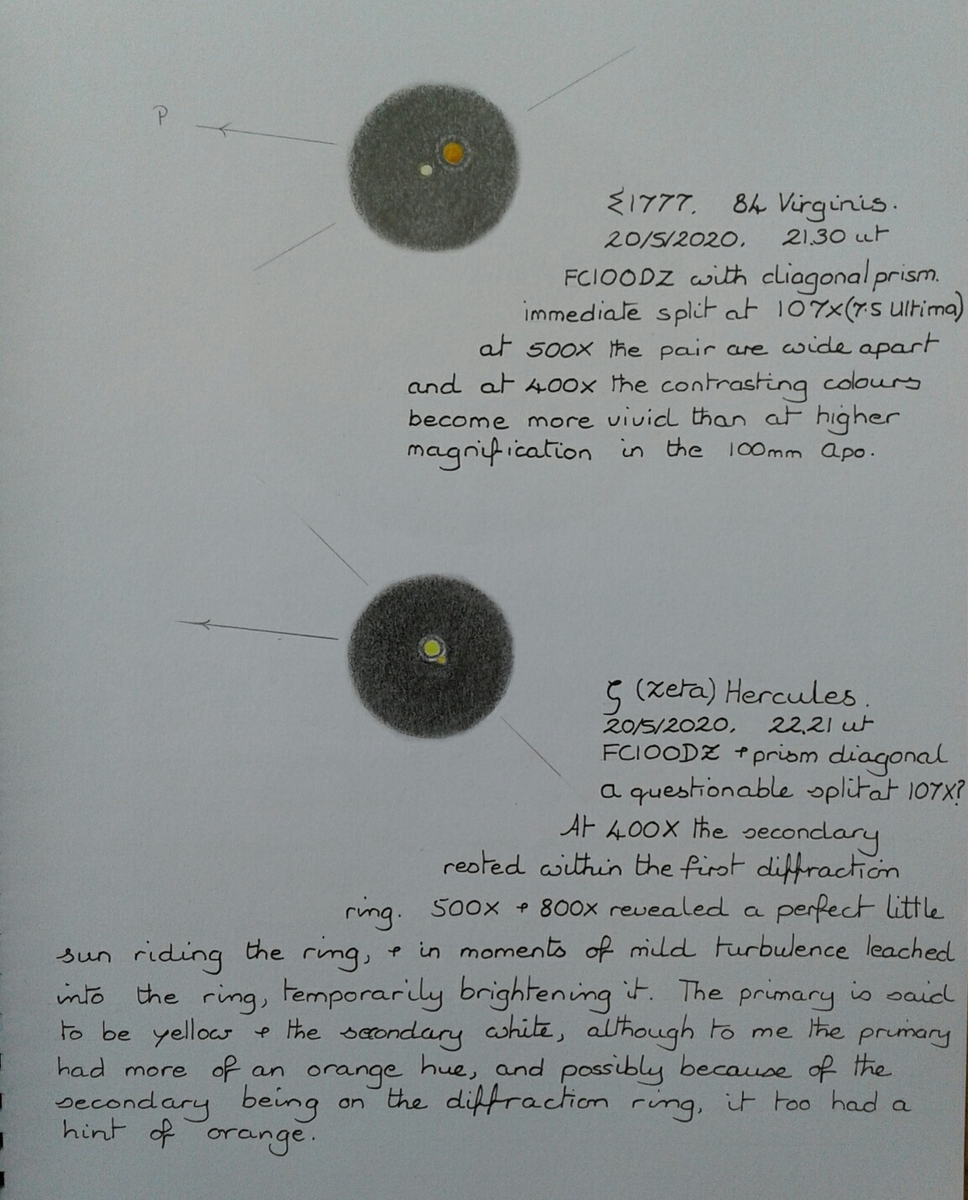 P
Σ1777. 84 Virginis.
20/5/2020. 21.30 ut
FC100DZ with diagonal prism.
immediate split at 107x(7.5 Ultima)
at 500x the pair are wide apart
and at 400x the contrasting colours
become more vivid than at higher
magnification in the 100mm apo.
ζ (zeta) Hercules.
20/5/2020. 22.21 ut
FC100DZ + prism diagonal
a questionable split at 107x?
At 400x the secondary
rested within the first diffraction
ring. 500x + 800x revealed a perfect little
sun riding the ring, + in moments of mild turbulence leached
into the ring, temporarily brightening it. The primary is said
to be yellow + the secondary white, although to me the primary
had more of an orange hue, and possibly because of the
secondary being on the diffraction ring, it too had a
hint of orange.